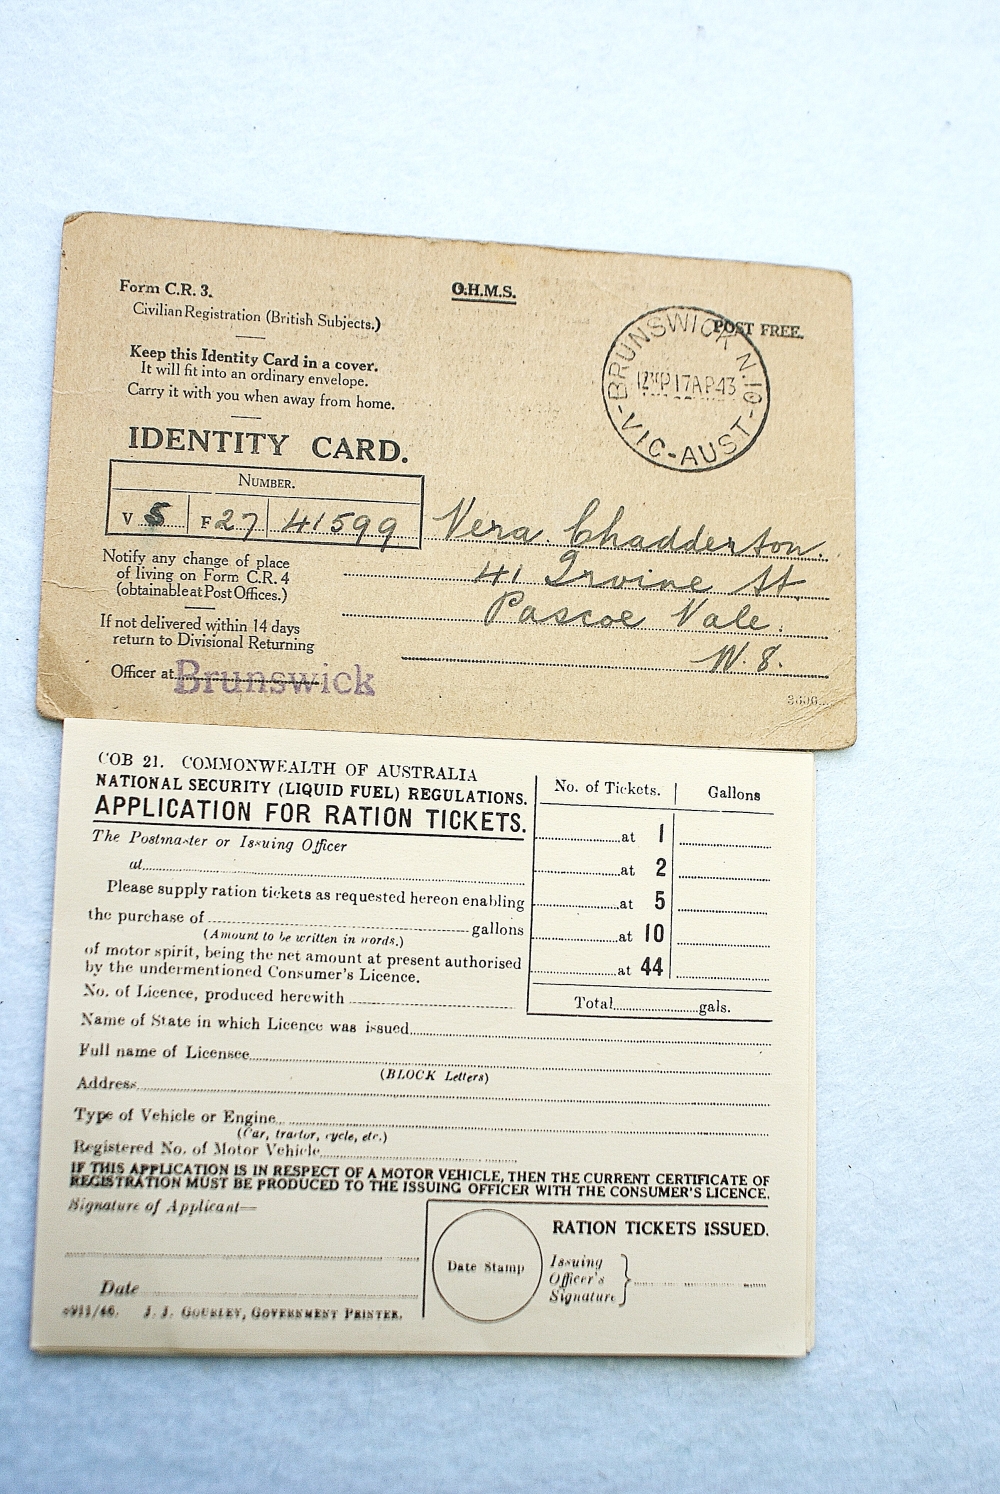 Form C.R. 3.
O.H.M.S.
Civilian Registration (British Subjects.)
POST FREE.
BRUNSWICK N.10
17 AP 43
VIC-AUST
Keep this Identity Card in a cover.
It will fit into an ordinary envelope.
Carry it with you when away from home.
IDENTITY CARD.
NUMBER.
V 5 F 27 41599
Vera Chadderton.
41 Irvine St.
Pascoe Vale.
W. 8.
Notify any change of place
of living on Form C.R. 4
(obtainable at Post Offices.)
If not delivered within 14 days
return to Divisional Returning
Officer at Brunswick
COB 21. COMMONWEALTH OF AUSTRALIA
NATIONAL SECURITY (LIQUID FUEL) REGULATIONS.
APPLICATION FOR RATION TICKETS.
The Postmaster or Issuing Officer
at
Please supply ration tickets as requested hereon enabling
the purchase of gallons
(Amount to be written in words.)
of motor spirit, being the net amount at present authorised
by the undermentioned Consumer's Licence.
No. of Licence, produced herewith
No. of Tickets. Gallons
at 1
at 2
at 5
at 10
at 44
Total gals.
Name of State in which Licence was issued
Full name of Licensee
(BLOCK Letters)
Address
Type of Vehicle or Engine
(Car, tractor, cycle, etc.)
Registered No. of Motor Vehicle
IF THIS APPLICATION IS IN RESPECT OF A MOTOR VEHICLE, THEN THE CURRENT CERTIFICATE OF
REGISTRATION MUST BE PRODUCED TO THE ISSUING OFFICER WITH THE CONSUMER'S LICENCE.
Signature of Applicant—
Date
J. J. GOURLEY, GOVERNMENT PRINTER.
RATION TICKETS ISSUED.
Date Stamp
Issuing
Officer's
Signature